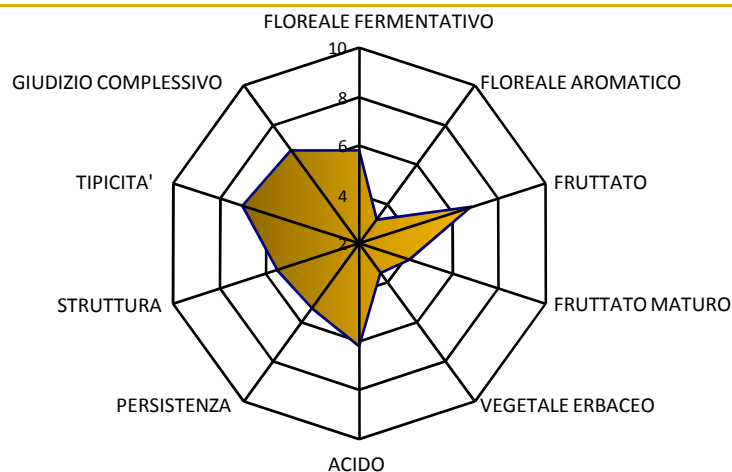 FLOREALE FERMENTATIVO
10
GIUDIZIO COMPLESSIVO
FLOREALE AROMATICO
8
6
TIPICITA'
FRUTTATO
4
2
STRUTTURA
FRUTTATO MATURO
PERSISTENZA
VEGETALE ERBACEO
ACIDO